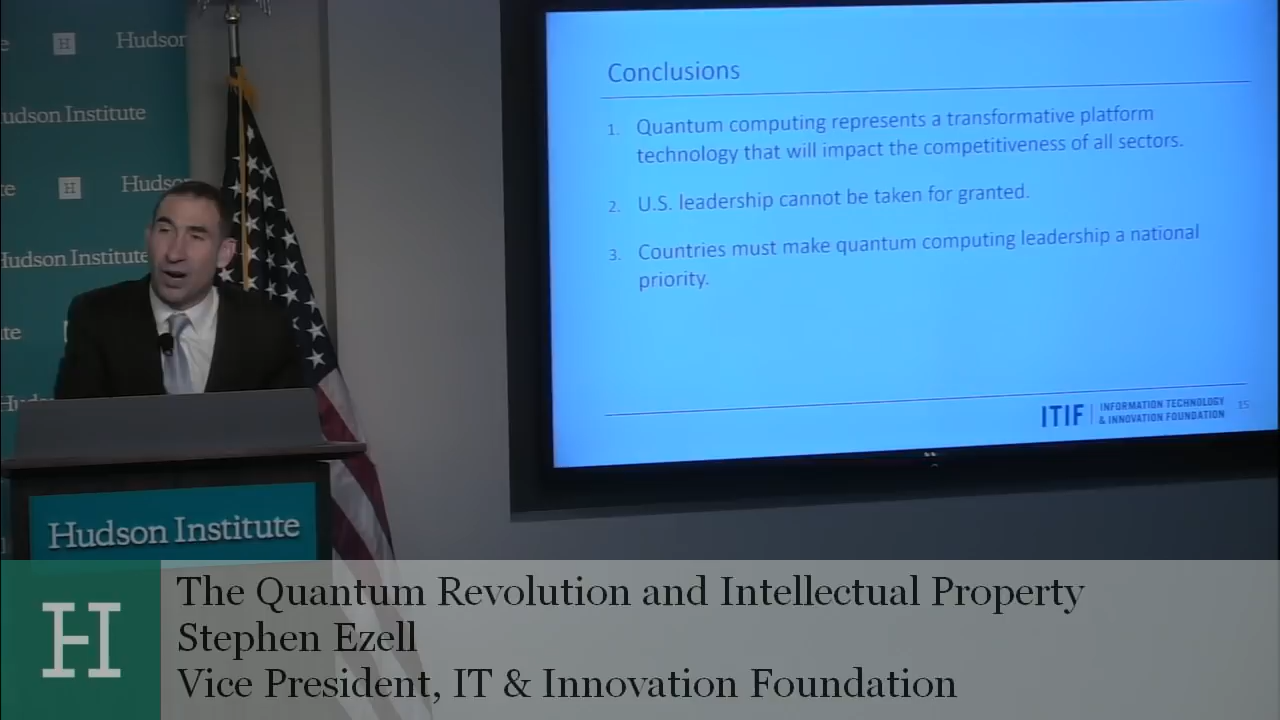 Hudson
Hudson Institute
H
Hudson
Hudson Institute
Conclusions
1. Quantum computing represents a transformative platform
technology that will impact the competitiveness of all sectors.
2. U.S. leadership cannot be taken for granted.
3. Countries must make quantum computing leadership a national
priority.
ITIF
INFORMATION TECHNOLOGY
& INNOVATION FOUNDATION
15
Hudson Institute
H
The Quantum Revolution and Intellectual Property
Stephen Ezell
Vice President, IT & Innovation Foundation